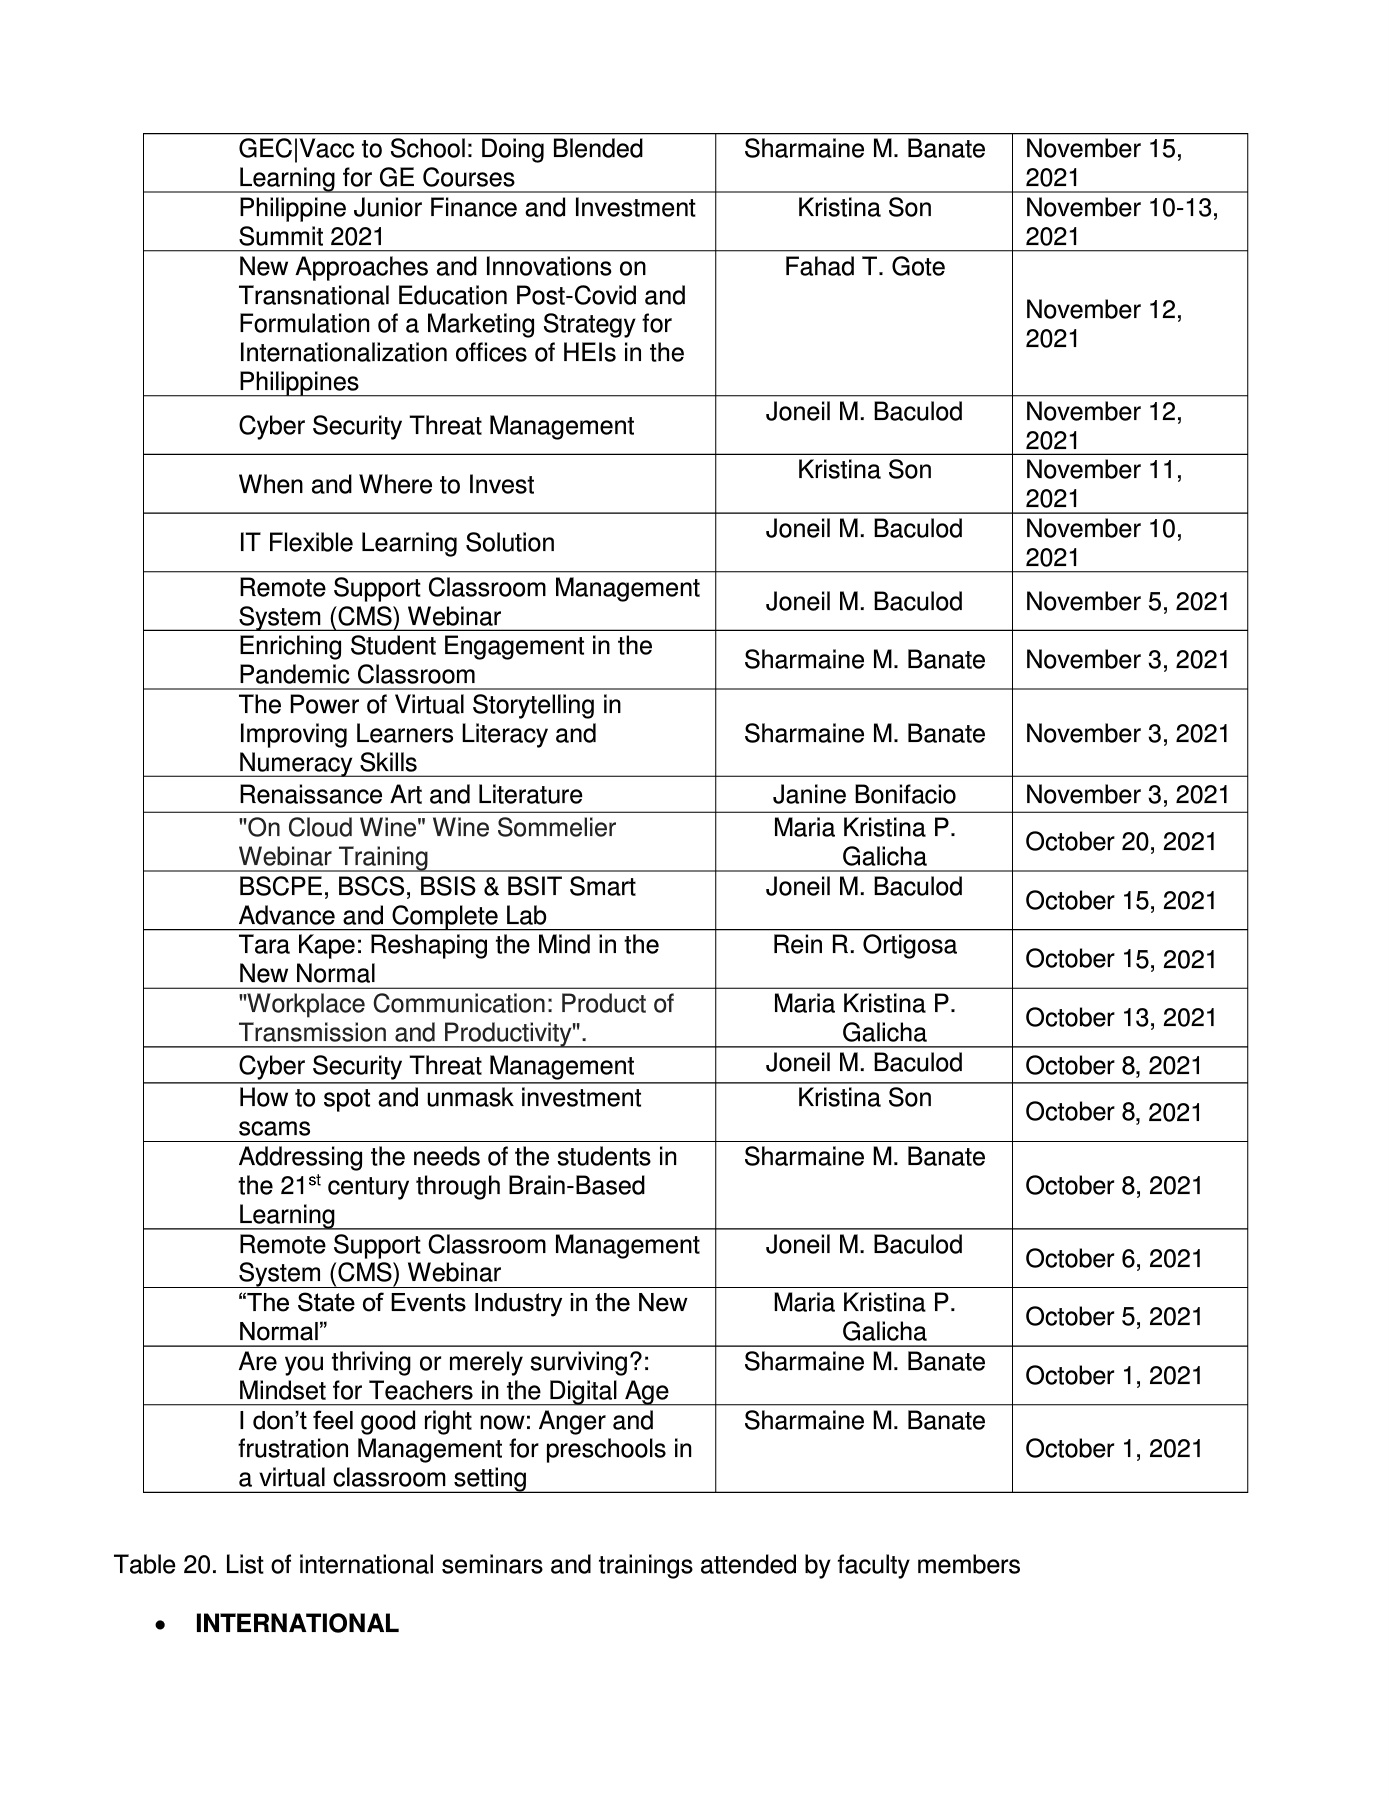 GEC|Vacc to School: Doing Blended
Learning for GE Courses
Sharmaine M. Banate
November 15,
2021
Philippine Junior Finance and Investment
Summit 2021
Kristina Son
November 10-13,
2021
New Approaches and Innovations on
Transnational Education Post-Covid and
Formulation of a Marketing Strategy for
Internationalization offices of HEIs in the
Philippines
Fahad T. Gote
November 12,
2021
Cyber Security Threat Management
Joneil M. Baculod
November 12,
2021
When and Where to Invest
Kristina Son
November 11,
2021
IT Flexible Learning Solution
Joneil M. Baculod
November 10,
2021
Remote Support Classroom Management
System (CMS) Webinar
Joneil M. Baculod
November 5, 2021
Enriching Student Engagement in the
Pandemic Classroom
Sharmaine M. Banate
November 3, 2021
The Power of Virtual Storytelling in
Improving Learners Literacy and
Numeracy Skills
Sharmaine M. Banate
November 3, 2021
Renaissance Art and Literature
Janine Bonifacio
November 3, 2021
"On Cloud Wine" Wine Sommelier
Webinar Training
Maria Kristina P.
Galicha
October 20, 2021
BSCPE, BSCS, BSIS & BSIT Smart
Advance and Complete Lab
Joneil M. Baculod
October 15, 2021
Tara Kape: Reshaping the Mind in the
New Normal
Rein R. Ortigosa
October 15, 2021
"Workplace Communication: Product of
Transmission and Productivity".
Maria Kristina P.
Galicha
October 13, 2021
Cyber Security Threat Management
Joneil M. Baculod
October 8, 2021
How to spot and unmask investment
scams
Kristina Son
October 8, 2021
Addressing the needs of the students in
the 21st century through Brain-Based
Learning
Sharmaine M. Banate
October 8, 2021
Remote Support Classroom Management
System (CMS) Webinar
Joneil M. Baculod
October 6, 2021
“The State of Events Industry in the New
Normal”
Maria Kristina P.
Galicha
October 5, 2021
Are you thriving or merely surviving?:
Mindset for Teachers in the Digital Age
Sharmaine M. Banate
October 1, 2021
I don’t feel good right now: Anger and
frustration Management for preschools in
a virtual classroom setting
Sharmaine M. Banate
October 1, 2021
Table 20. List of international seminars and trainings attended by faculty members
• INTERNATIONAL